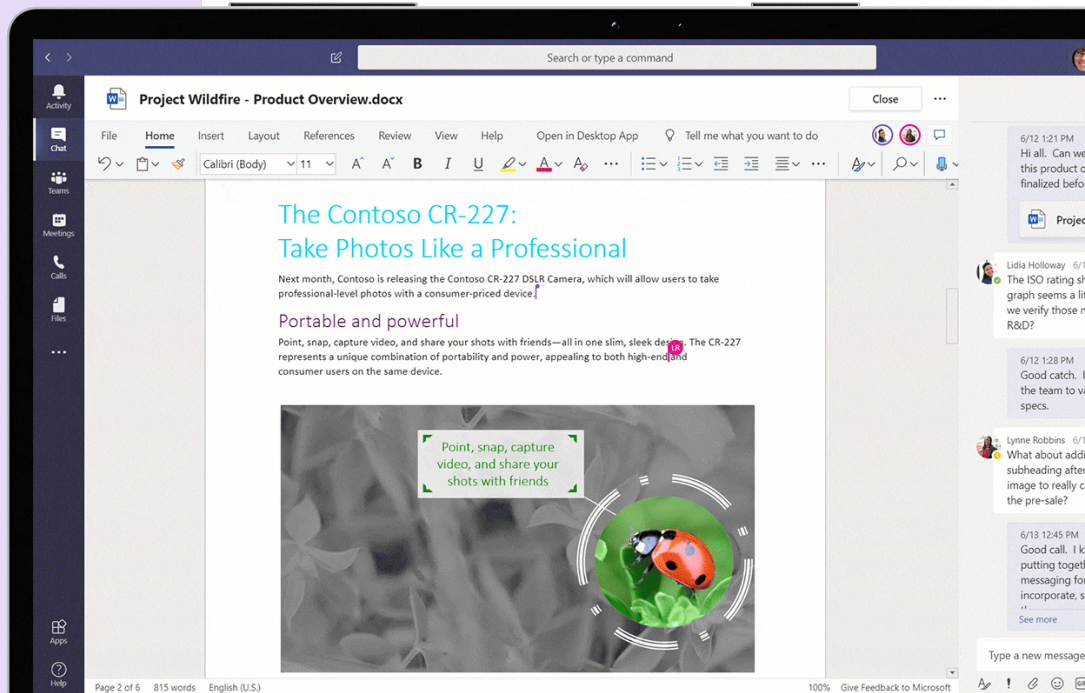 Search or type a command
Activity
Chat
Teams
Meetings
Calls
Files
Apps
Help
W
Project Wildfire - Product Overview.docx
Close
File Home Insert Layout References Review View Help Open in Desktop App Tell me what you want to do
Calibri (Body) 11 A A B I U A A
The Contoso CR-227:
Take Photos Like a Professional
Next month, Contoso is releasing the Contoso CR-227 DSLR Camera, which will allow users to take
professional-level photos with a consumer-priced device.
Portable and powerful
Point, snap, capture video, and share your shots with friends—all in one slim, sleek design. The CR-227
LR
represents a unique combination of portability and power, appealing to both high-end and
consumer users on the same device.
Point, snap, capture
video, and share your
shots with friends
Page 2 of 6 815 words English (U.S.) 100% Give Feedback to Microsoft
6/12 1:21 PM
Hi all. Can we
this product o
finalized befor
W Projec
Lidia Holloway 6/1
The ISO rating sh
graph seems a lit
we verify those n
R&D?
6/12 1:28 PM
Good catch. I
the team to va
specs.
Lynne Robbins 6/1
What about addi
subheading after
image to really c
the pre-sale?
6/13 12:45 PM
Good call. I k
putting togeth
messaging for
incorporate, s
See more
Type a new message